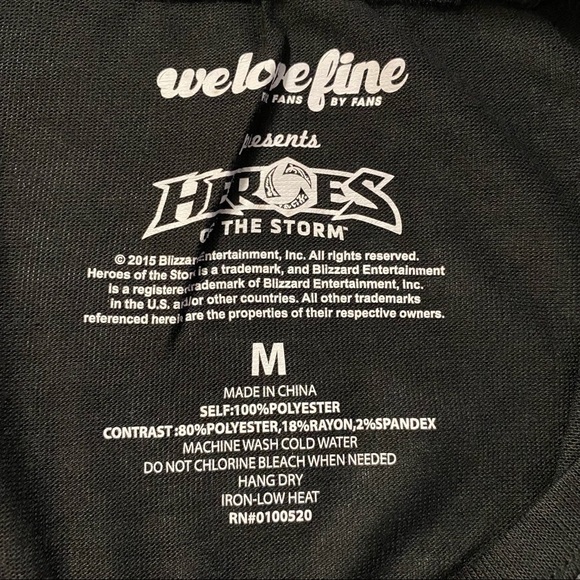 welovefine
FANS BY FANS
presents
HEROES
OF THE STORM™
© 2015 Blizzard Entertainment, Inc. All rights reserved.
Heroes of the Storm is a trademark, and Blizzard Entertainment
is a registered trademark of Blizzard Entertainment, Inc.
in the U.S. and/or other countries. All other trademarks
referenced herein are the properties of their respective owners.
M
MADE IN CHINA
SELF:100%POLYESTER
CONTRAST:80%POLYESTER,18%RAYON,2%SPANDEX
MACHINE WASH COLD WATER
DO NOT CHLORINE BLEACH WHEN NEEDED
HANG DRY
IRON-LOW HEAT
RN#0100520